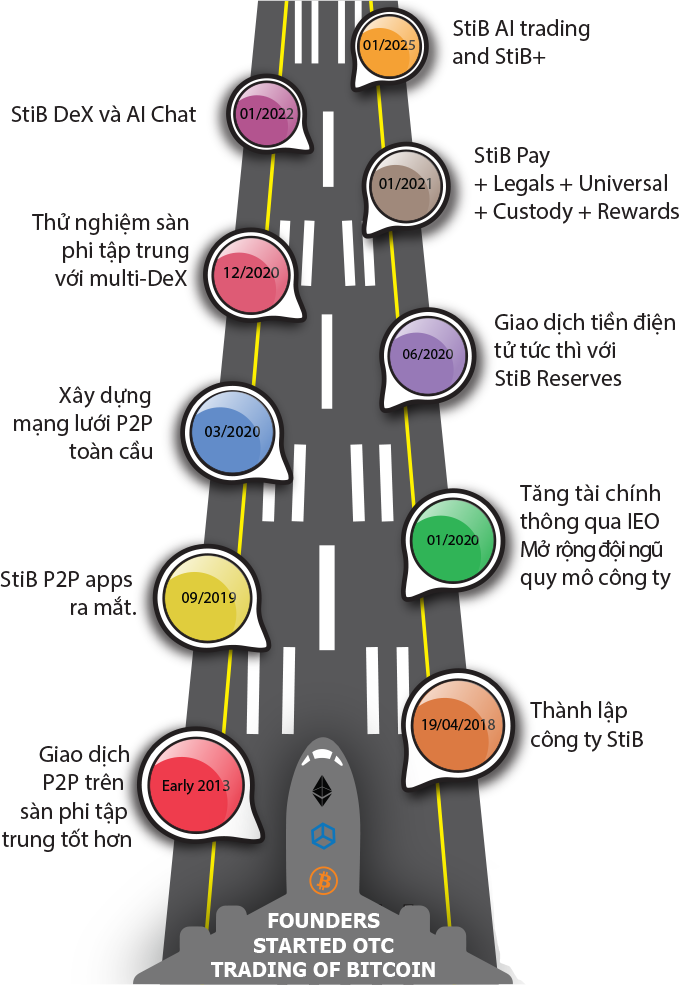 01/2025
StiB AI trading
and StiB+
StiB DeX và AI Chat
01/2022
01/2021
StiB Pay
+ Legals + Universal
+ Custody + Rewards
Thử nghiệm sàn
phi tập trung
với multi-DeX
12/2020
06/2020
Giao dịch tiền điện
tử tức thì với
StiB Reserves
Xây dựng
mạng lưới P2P
toàn cầu
03/2020
01/2020
Tăng tài chính
thông qua IEO
Mở rộng đội ngũ
quy mô công ty
StiB P2P apps
ra mắt.
09/2019
19/04/2018
Thành lập
công ty StiB
Giao dịch
P2P trên
sàn phi tập
trung tốt hơn
Early 2013
FOUNDERS
STARTED OTC
TRADING OF BITCOIN